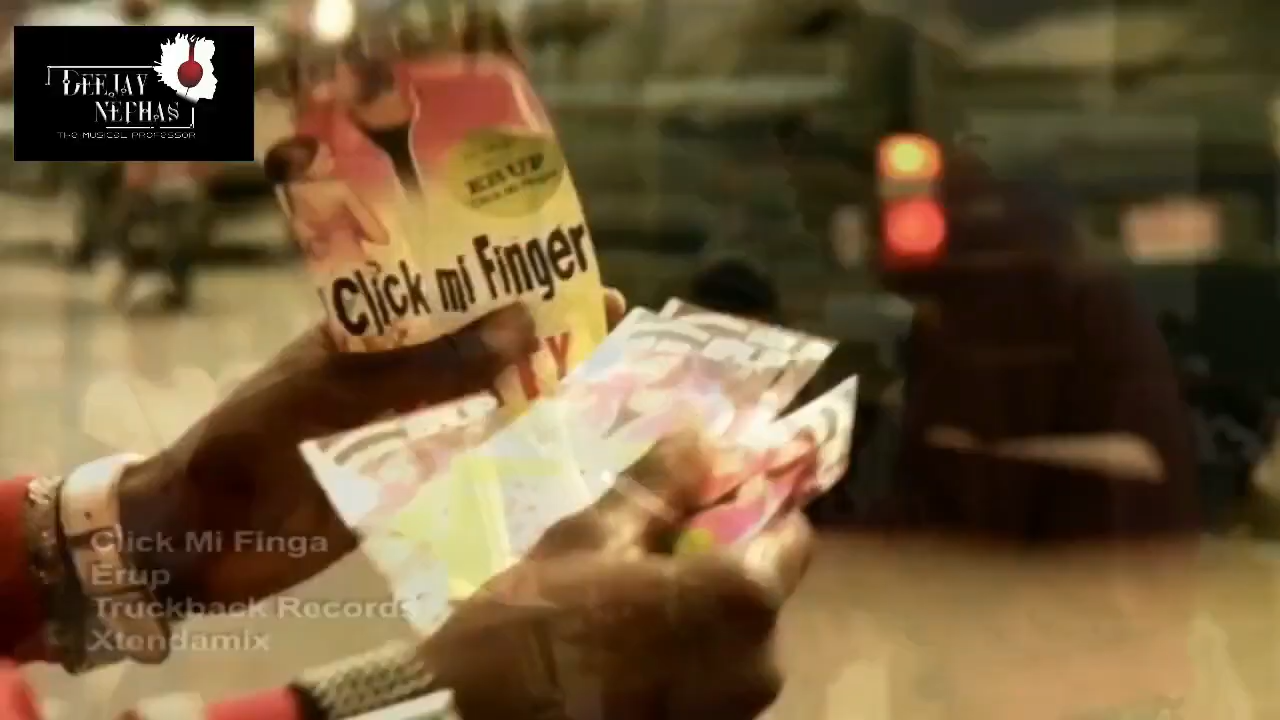 DEEJAY
NEPHAS
THE MUSICAL PROFESSOR
ERUP
Click mi Finger
Click Mi Finga
Erup
Truckback Records
Xtendamix